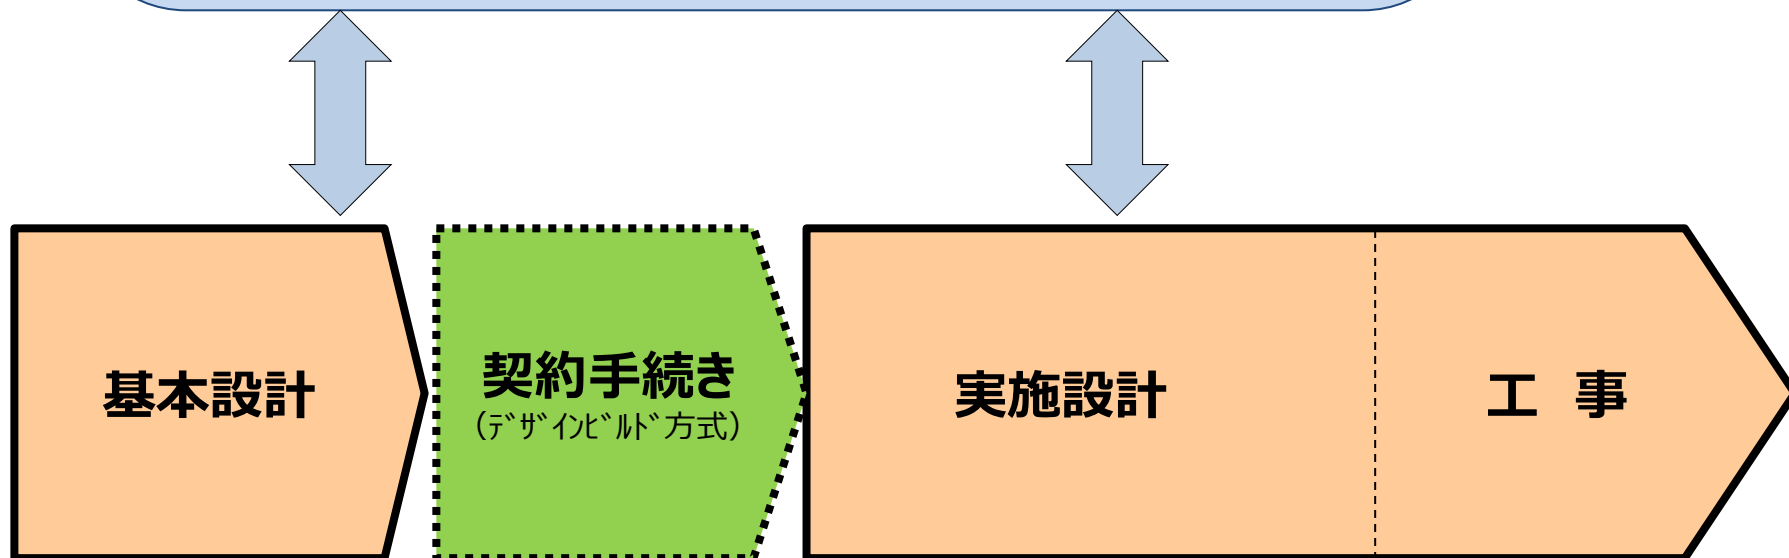 基本設計
契約手続き
(ﾃﾞｻﾞｲﾝﾋﾞﾙﾄﾞ方式)
実施設計
工 事